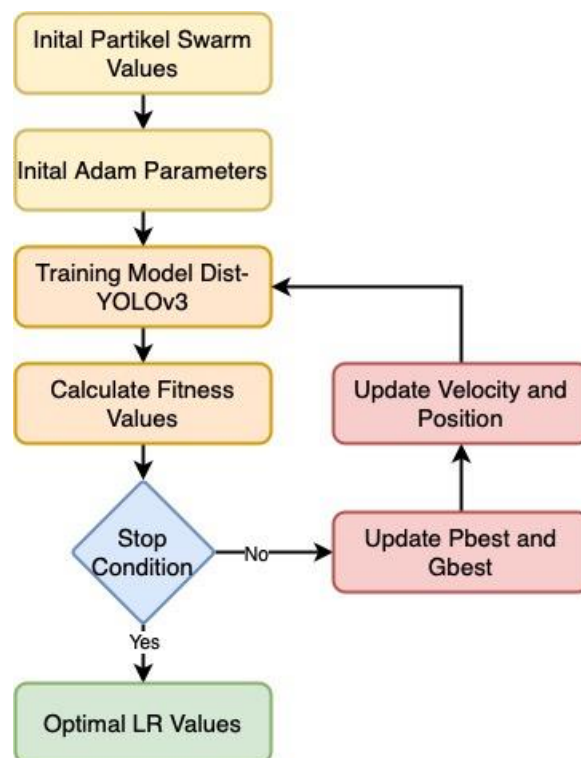 Inital Partikel Swarm
Values
Inital Adam Parameters
Training Model Dist-
YOLOv3
Calculate Fitness
Values
Update Velocity and
Position
Stop
Condition
No
Update Pbest and
Gbest
Yes
Optimal LR Values